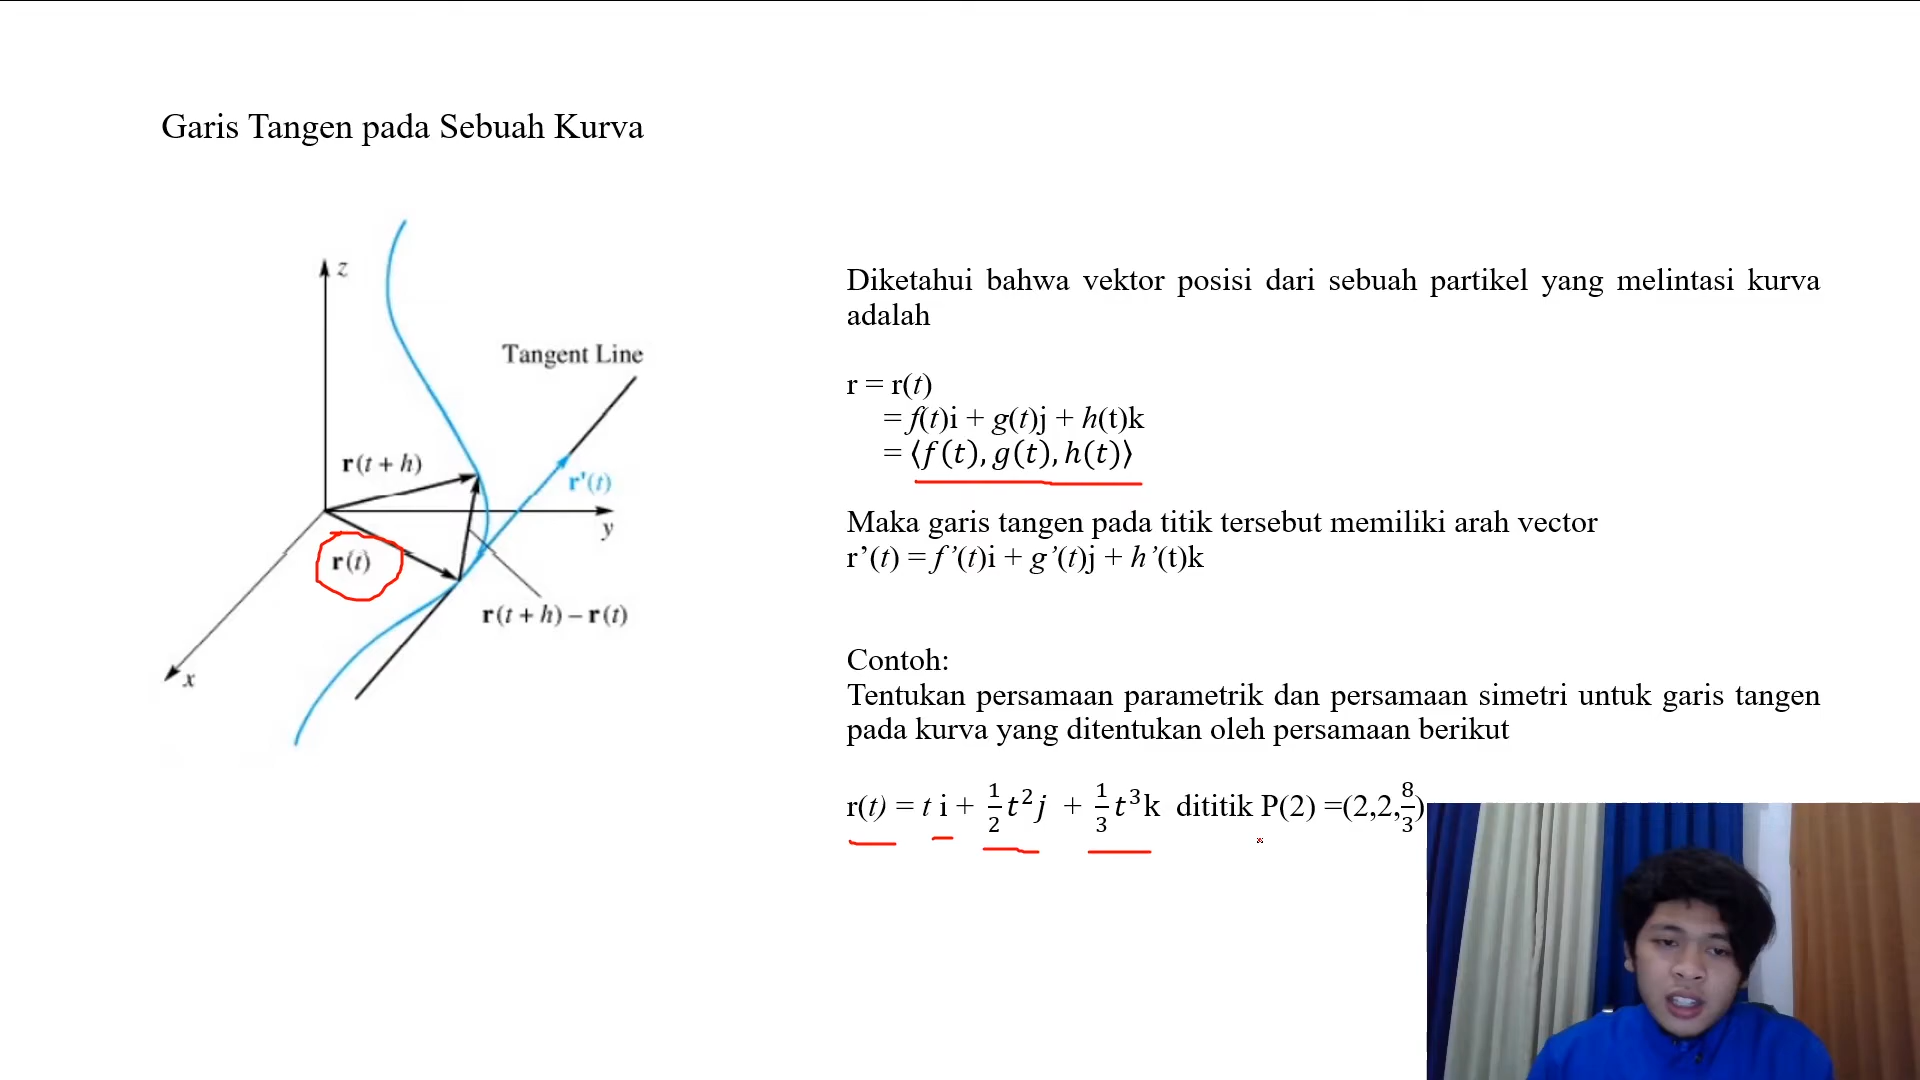 Garis Tangen pada Sebuah Kurva
z
Tangent Line
r(t + h)
r'(t)
y
r(t)
r(t + h) – r(t)
x
Diketahui bahwa vektor posisi dari sebuah partikel yang melintasi kurva
adalah
r = r(t)
= f(t)i + g(t)j + h(t)k
= ⟨f(t), g(t), h(t)⟩
Maka garis tangen pada titik tersebut memiliki arah vector
r’(t) = f’(t)i + g’(t)j + h’(t)k
Contoh:
Tentukan persamaan parametrik dan persamaan simetri untuk garis tangen
pada kurva yang ditentukan oleh persamaan berikut
r(t) = t i + 1/2 t²j + 1/3 t³k dititik P(2) =(2,2,8/3)